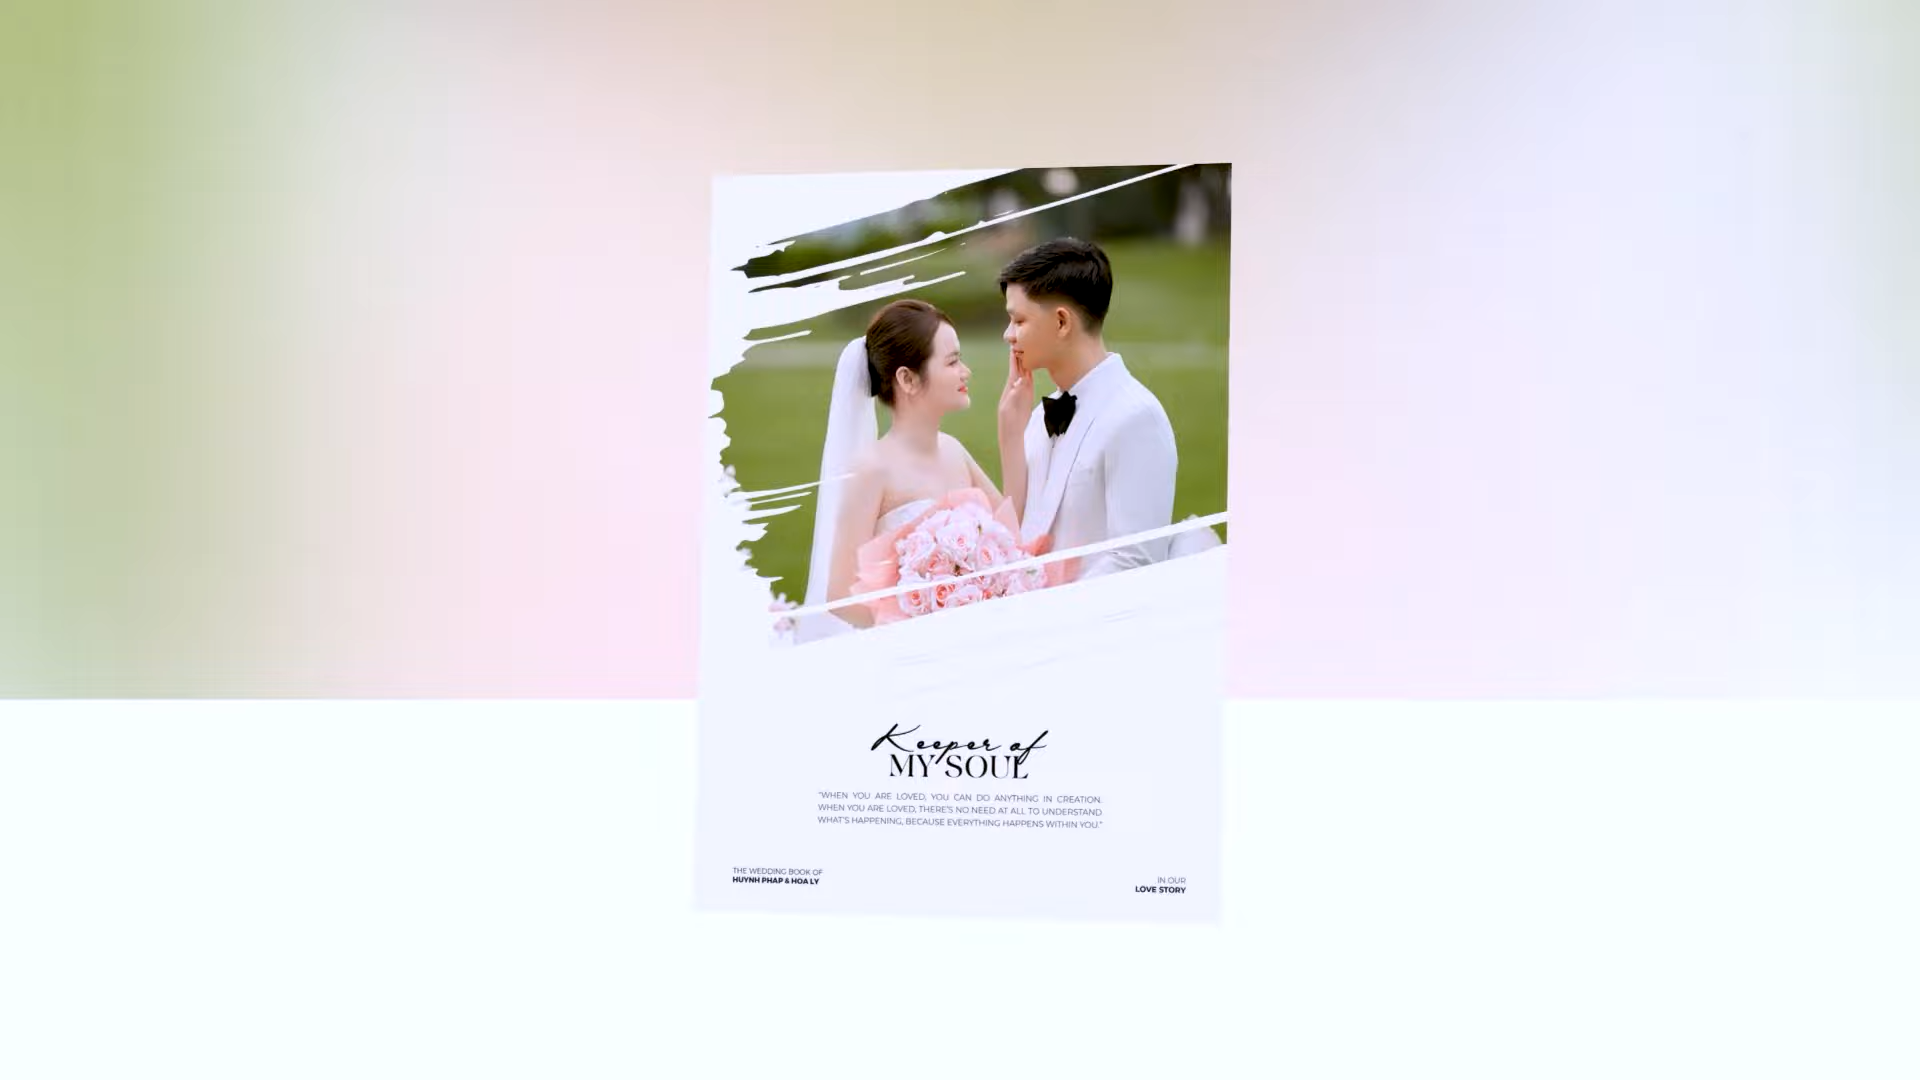 Keeper of
MY SOUL
"WHEN YOU ARE LOVED, YOU CAN DO ANYTHING IN CREATION.
WHEN YOU ARE LOVED, THERE'S NO NEED AT ALL TO UNDERSTAND
WHAT'S HAPPENING, BECAUSE EVERYTHING HAPPENS WITHIN YOU."
THE WEDDING BOOK OF
HUYNH PHAP & HOA LY
IN OUR
LOVE STORY